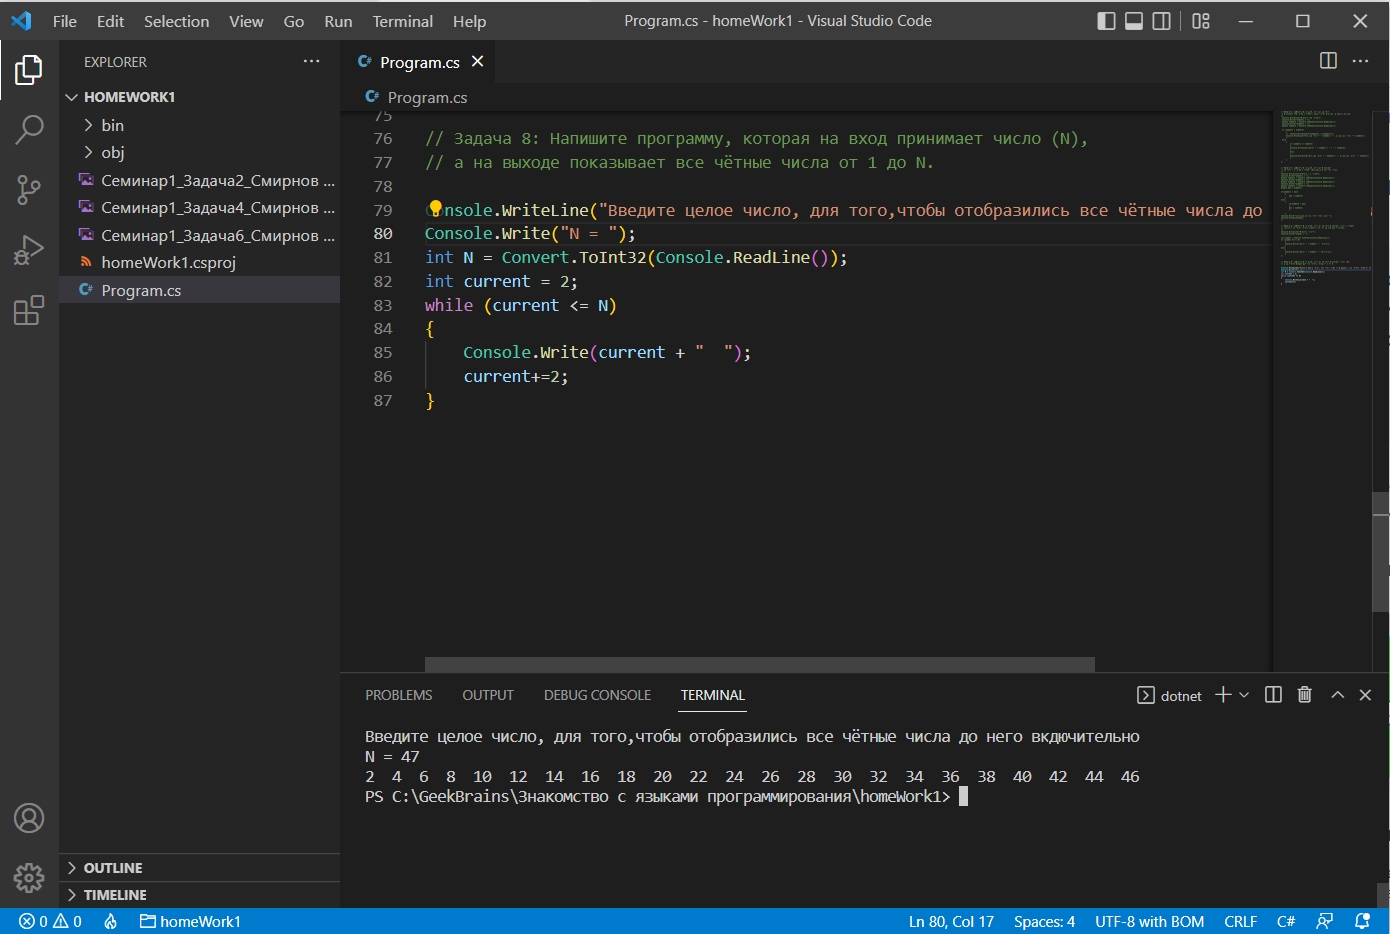 File Edit Selection View Go Run Terminal Help Program.cs - homeWork1 - Visual Studio Code
EXPLORER
HOMEWORK1
bin
obj
Семинар1_Задача2_Смирнов ...
Семинар1_Задача4_Смирнов ...
Семинар1_Задача6_Смирнов ...
homeWork1.csproj
Program.cs
OUTLINE
TIMELINE
Program.cs
Program.cs
75
76 // Задача 8: Напишите программу, которая на вход принимает число (N),
77 // а на выходе показывает все чётные числа от 1 до N.
78
79 Console.WriteLine("Введите целое число, для того,чтобы отобразились все чётные числа до
80 Console.Write("N = ");
81 int N = Convert.ToInt32(Console.ReadLine());
82 int current = 2;
83 while (current <= N)
84 {
85 Console.Write(current + "  ");
86 current+=2;
87 }
PROBLEMS OUTPUT DEBUG CONSOLE TERMINAL dotnet
Введите целое число, для того,чтобы отобразились все чётные числа до него вкдючительно
N = 47
2 4 6 8 10 12 14 16 18 20 22 24 26 28 30 32 34 36 38 40 42 44 46
PS C:\GeekBrains\Знакомство с языками программирования\homeWork1>
0 0 homeWork1 Ln 80, Col 17 Spaces: 4 UTF-8 with BOM CRLF C#